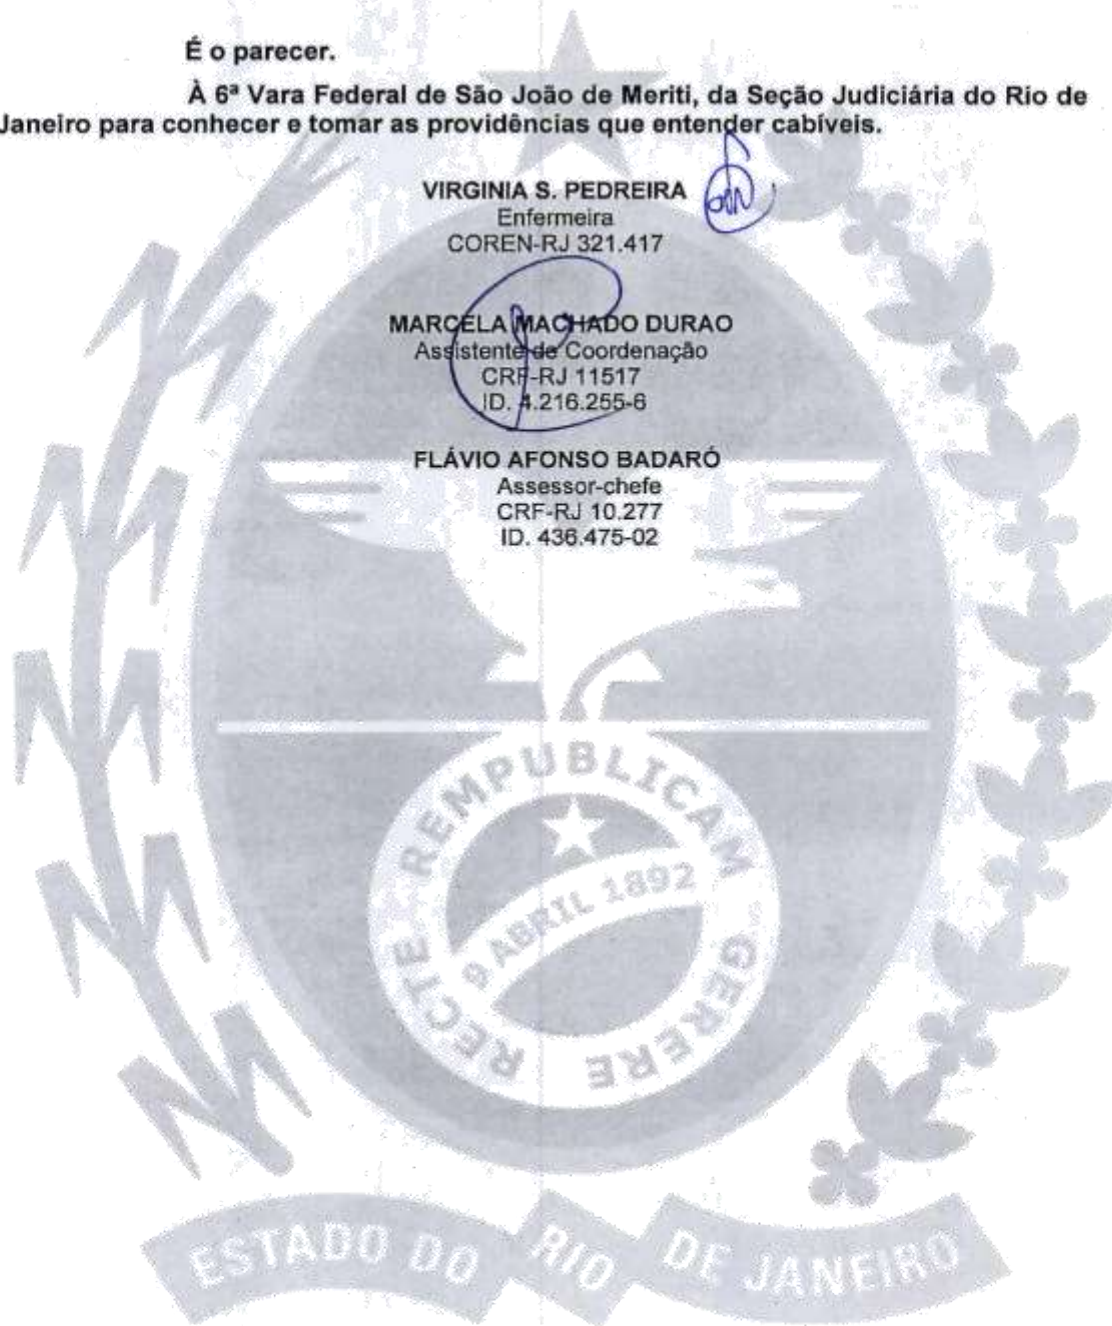 É o parecer.
À 6ª Vara Federal de São João de Meriti, da Seção Judiciária do Rio de
Janeiro para conhecer e tomar as providências que entender cabíveis.
VIRGINIA S. PEDREIRA
Enfermeira
COREN-RJ 321.417
MARCELA MACHADO DURAO
Assistente de Coordenação
CRF-RJ 11517
ID. 4.216.255-6
FLÁVIO AFONSO BADARÓ
Assessor-chefe
CRF-RJ 10.277
ID. 436.475-02
RECTE REMPUBLICAM GERERE
9 ABRIL 1892
ESTADO DO RIO DE JANEIRO